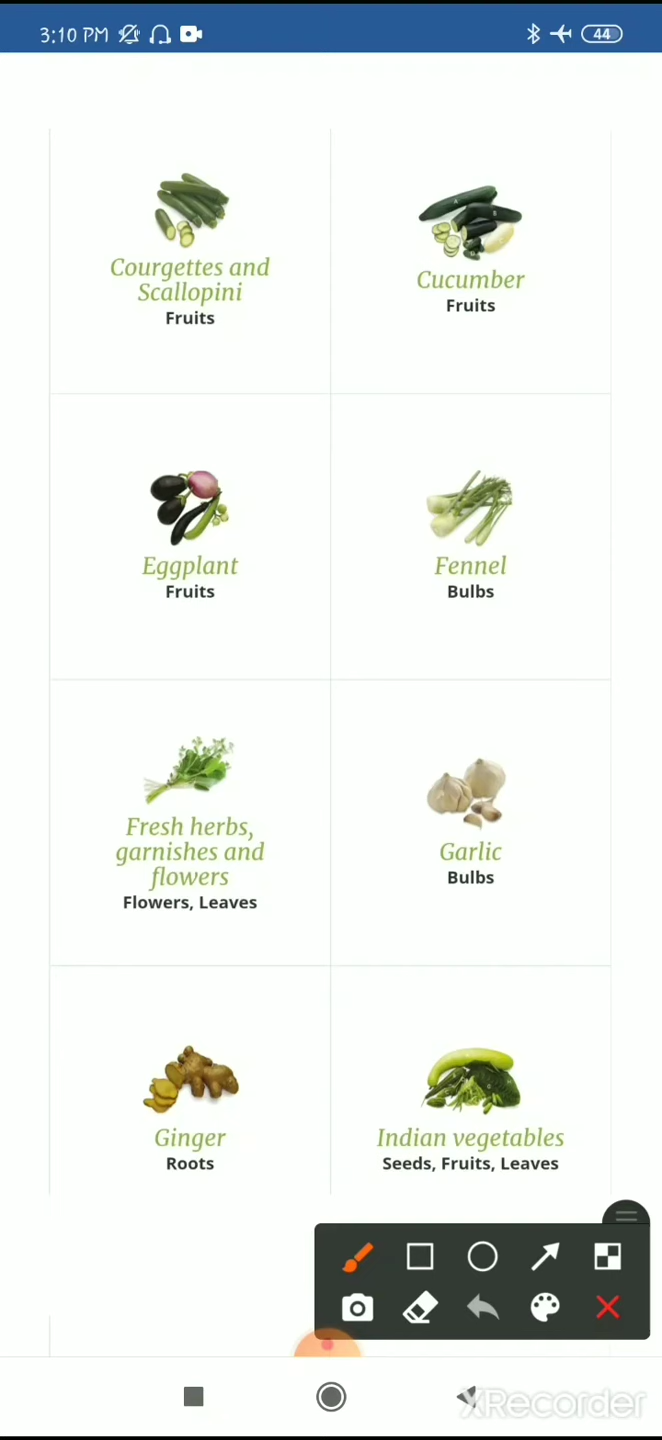 3:10 PM
44
Courgettes and
Scallopini
Fruits
Cucumber
Fruits
Eggplant
Fruits
Fennel
Bulbs
Fresh herbs,
garnishes and
flowers
Flowers, Leaves
Garlic
Bulbs
Ginger
Roots
Indian vegetables
Seeds, Fruits, Leaves
XRecorder